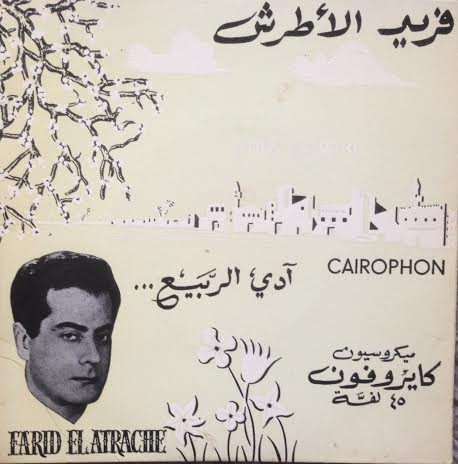 فريد الأطرش
CAIROPHON
آدي الربيع...
ميكروسيون
كايروفون
٤٥ لفة
FARID EL ATRACHE